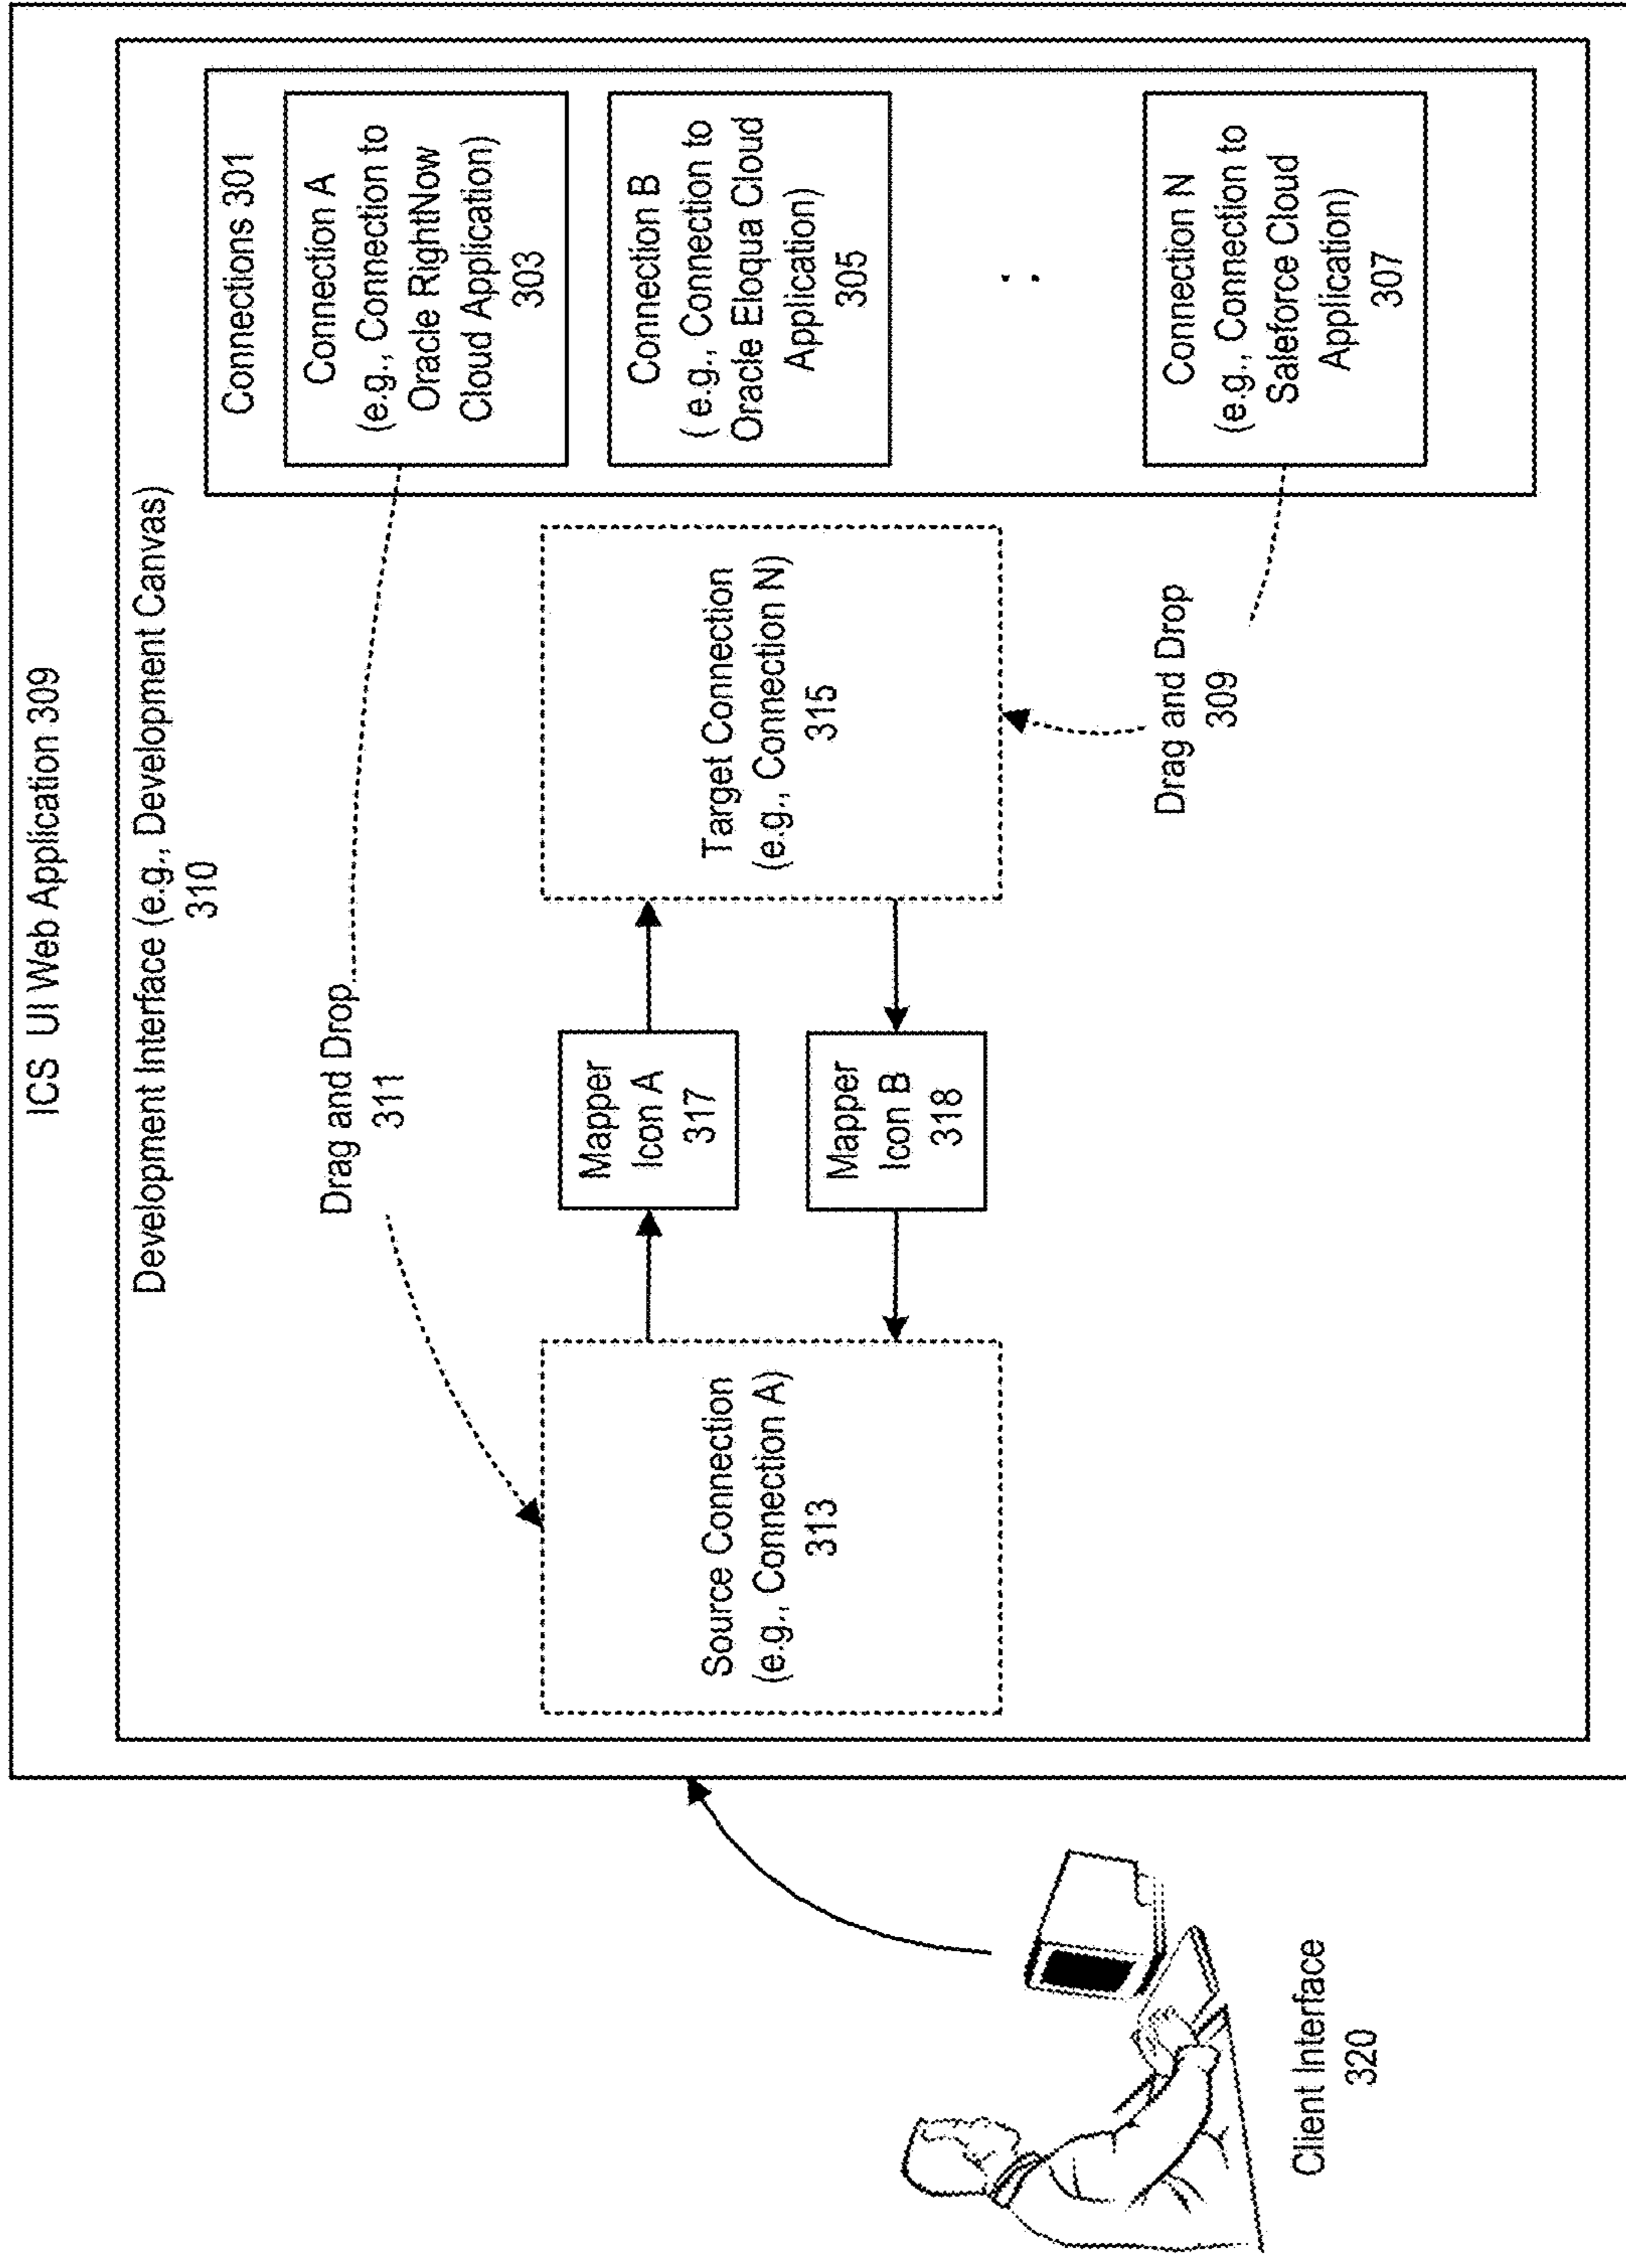 ICS UI Web Application 309
Development Interface (e.g., Development Canvas)
310
Connections 301
Connection A
(e.g., Connection to
Oracle RightNow
Cloud Application)
303
Connection B
( e.g., Connection to
Oracle Eloqua Cloud
Application)
305
Connection N
(e.g., Connection to
Saleforce Cloud
Application)
307
Drag and Drop
311
Source Connection
(e.g., Connection A)
313
Mapper
Icon A
317
Mapper
Icon B
318
Target Connection
(e.g., Connection N)
315
Drag and Drop
309
Client Interface
320